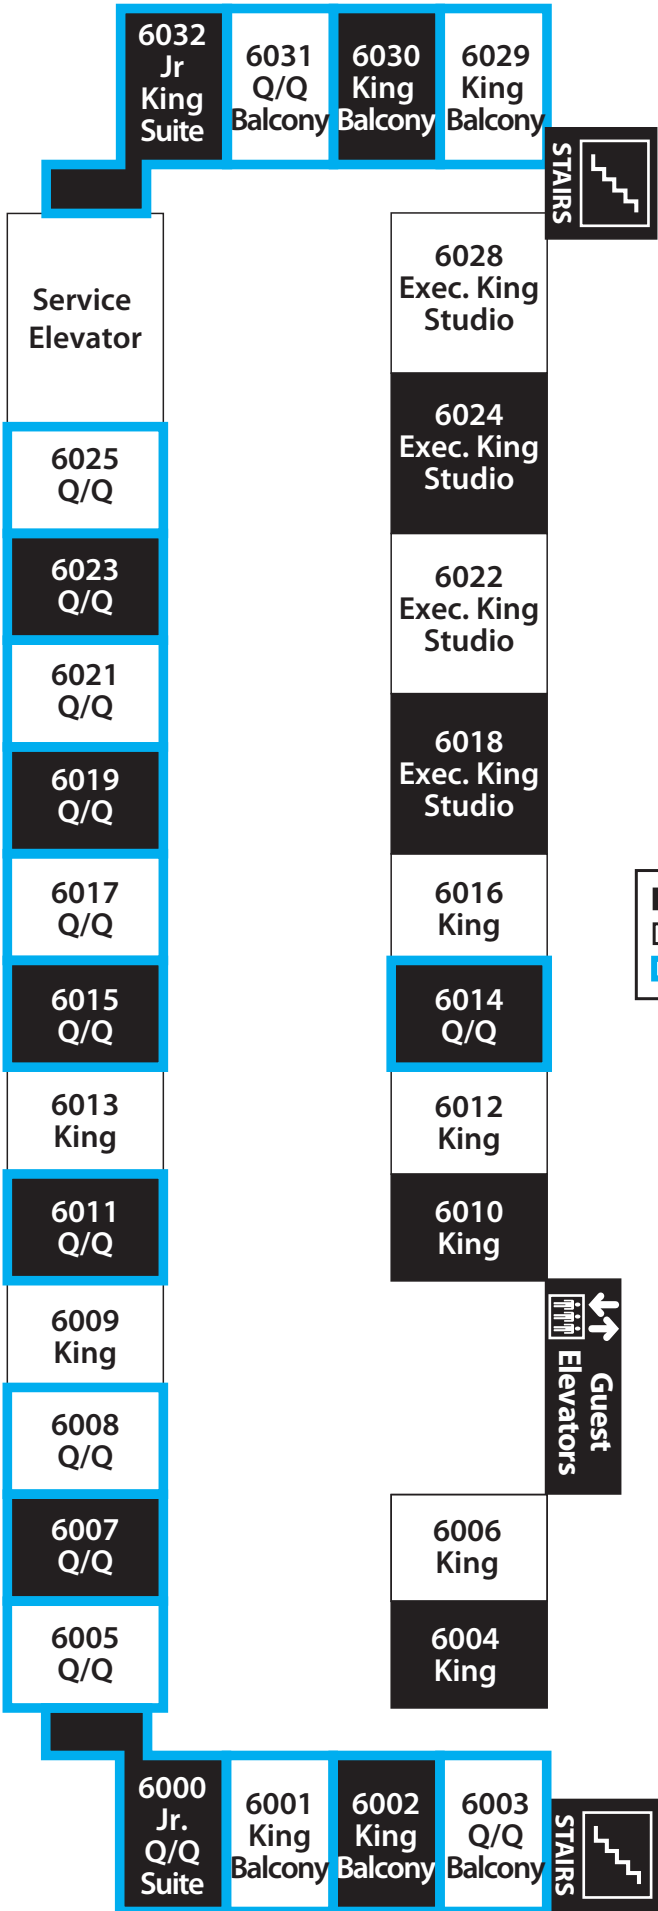 6032
Jr
King
Suite
6031
Q/Q
Balcony
6030
King
Balcony
6029
King
Balcony
STAIRS
Service
Elevator
6028
Exec. King
Studio
6025
Q/Q
6024
Exec. King
Studio
6023
Q/Q
6022
Exec. King
Studio
6021
Q/Q
6019
Q/Q
6018
Exec. King
Studio
6017
Q/Q
6016
King
6015
Q/Q
6014
Q/Q
6013
King
6012
King
6011
Q/Q
6010
King
6009
King
Guest
Elevators
6008
Q/Q
6007
Q/Q
6006
King
6005
Q/Q
6004
King
6000
Jr.
Q/Q
Suite
6001
King
Balcony
6002
King
Balcony
6003
Q/Q
Balcony
STAIRS